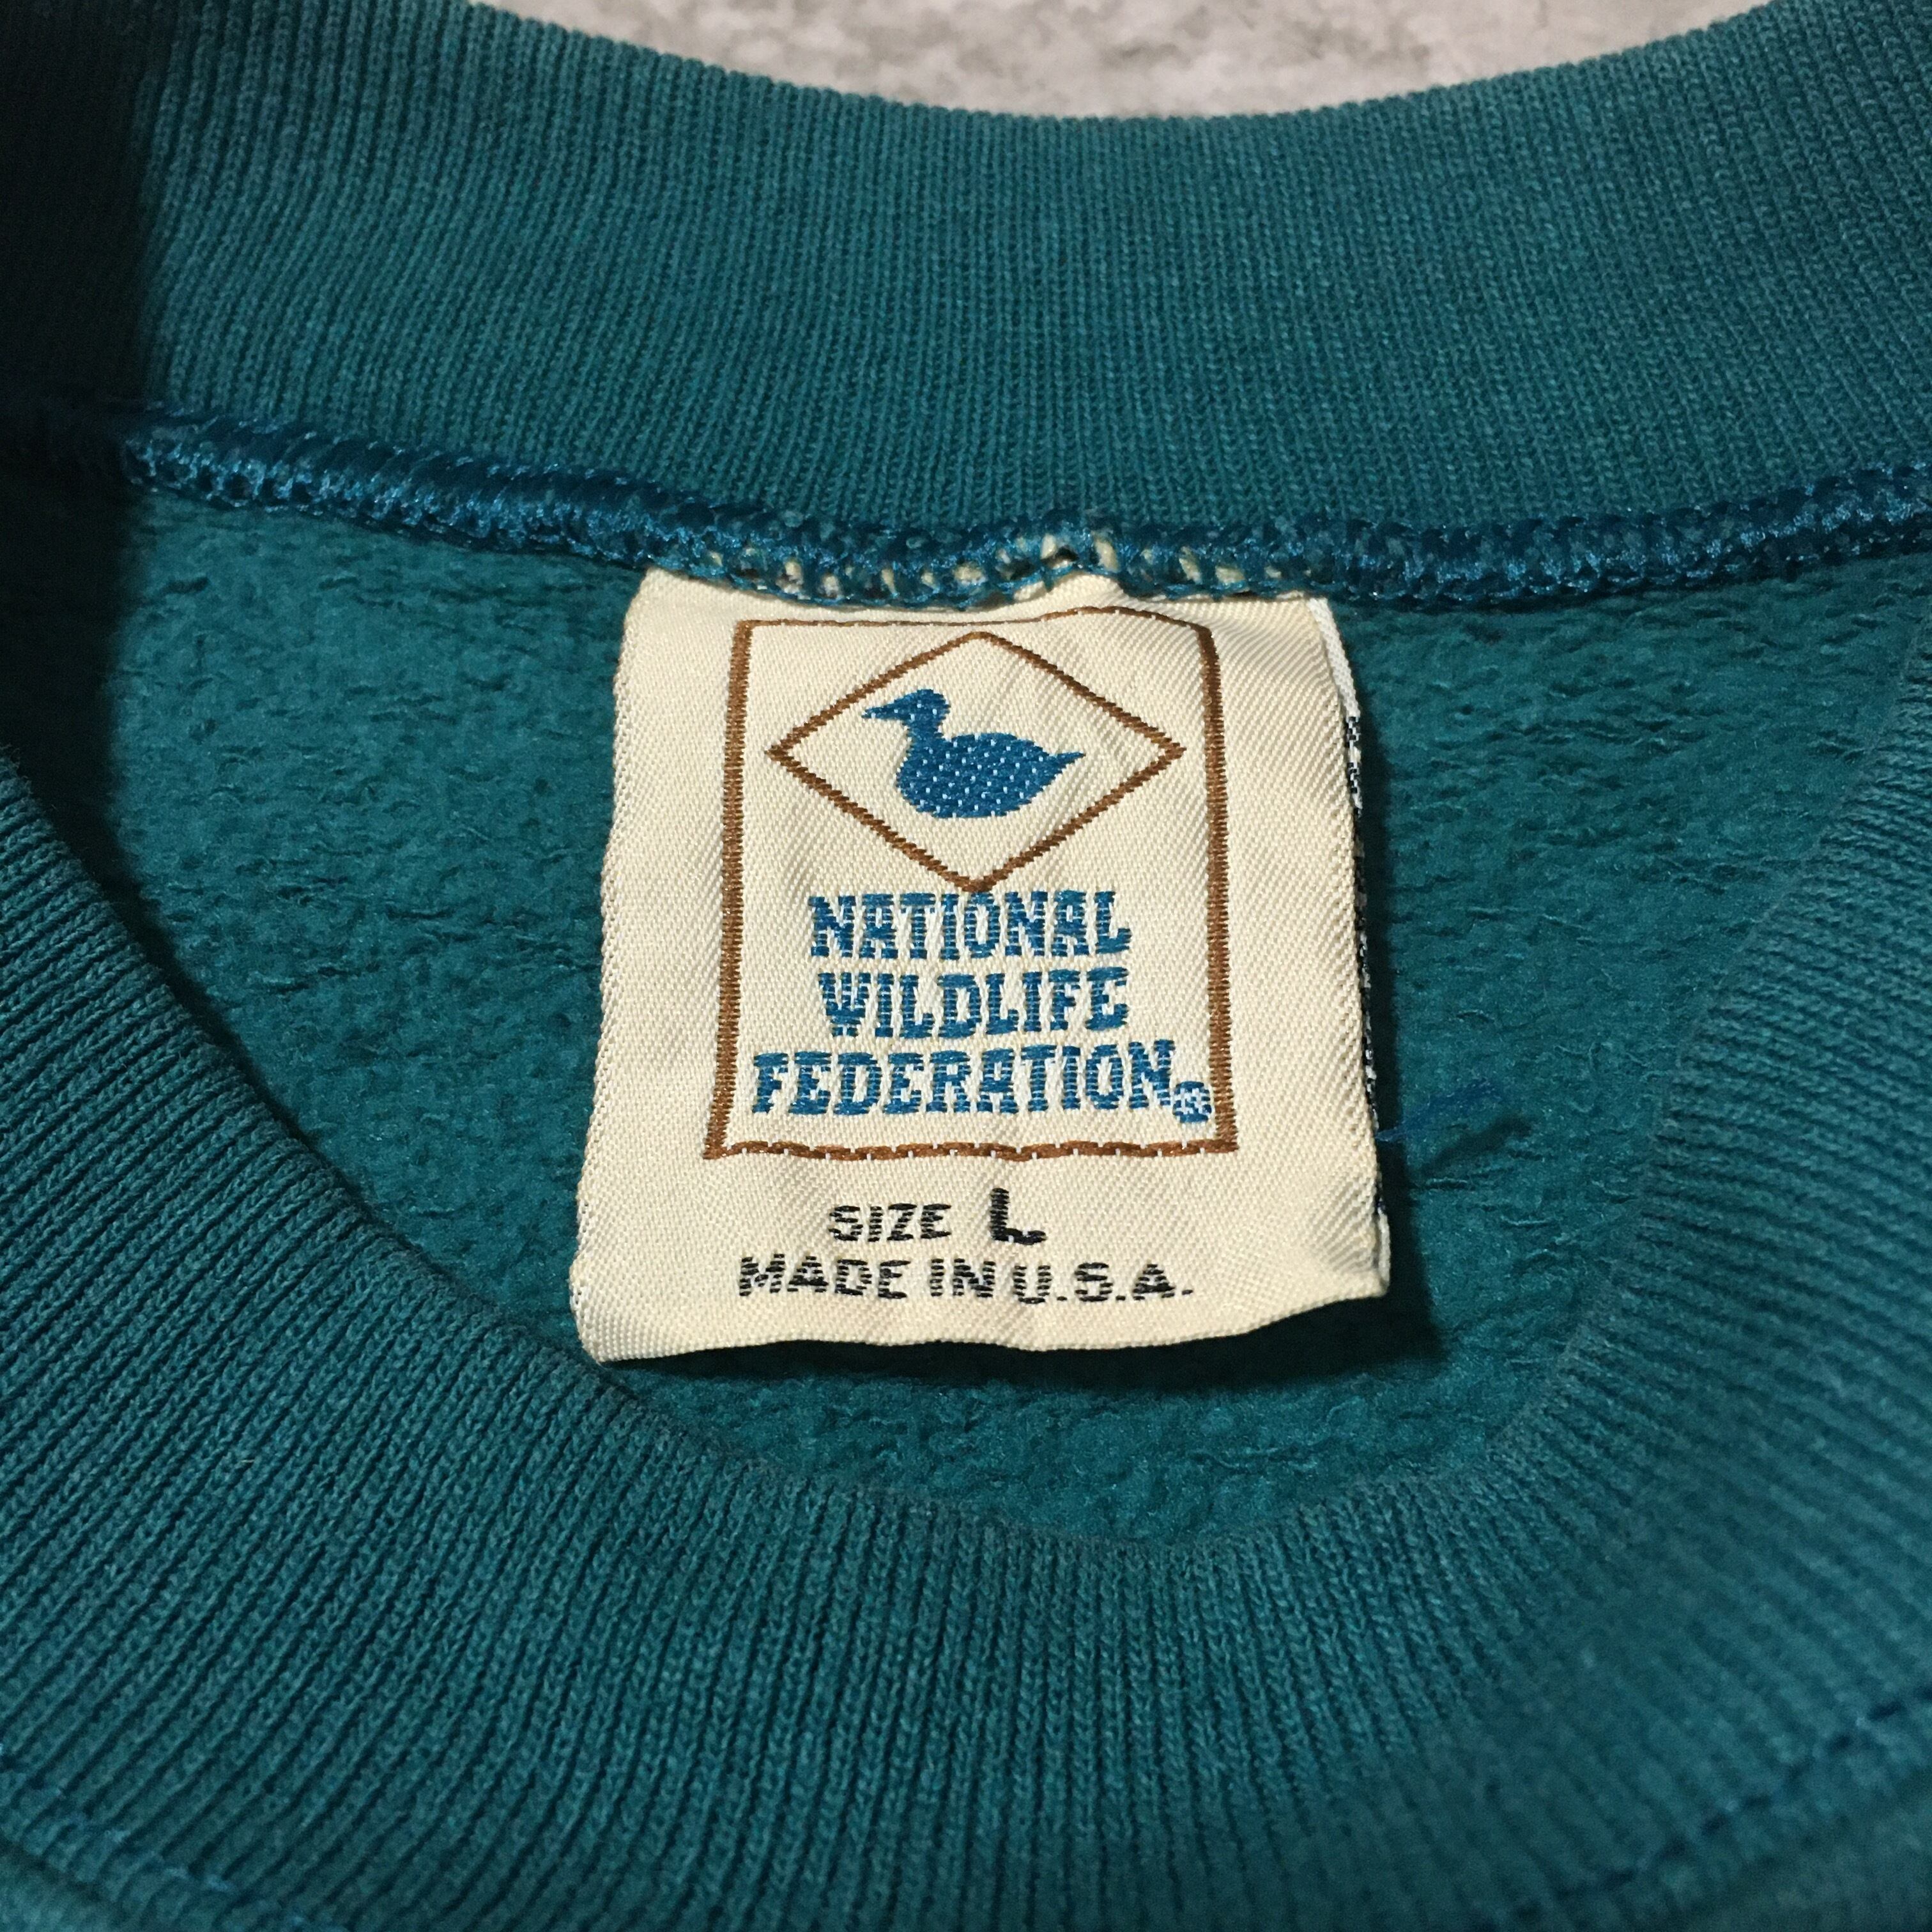 NATIONAL
WILDLIFE
FEDERATION®
SIZE L
MADE IN U.S.A.